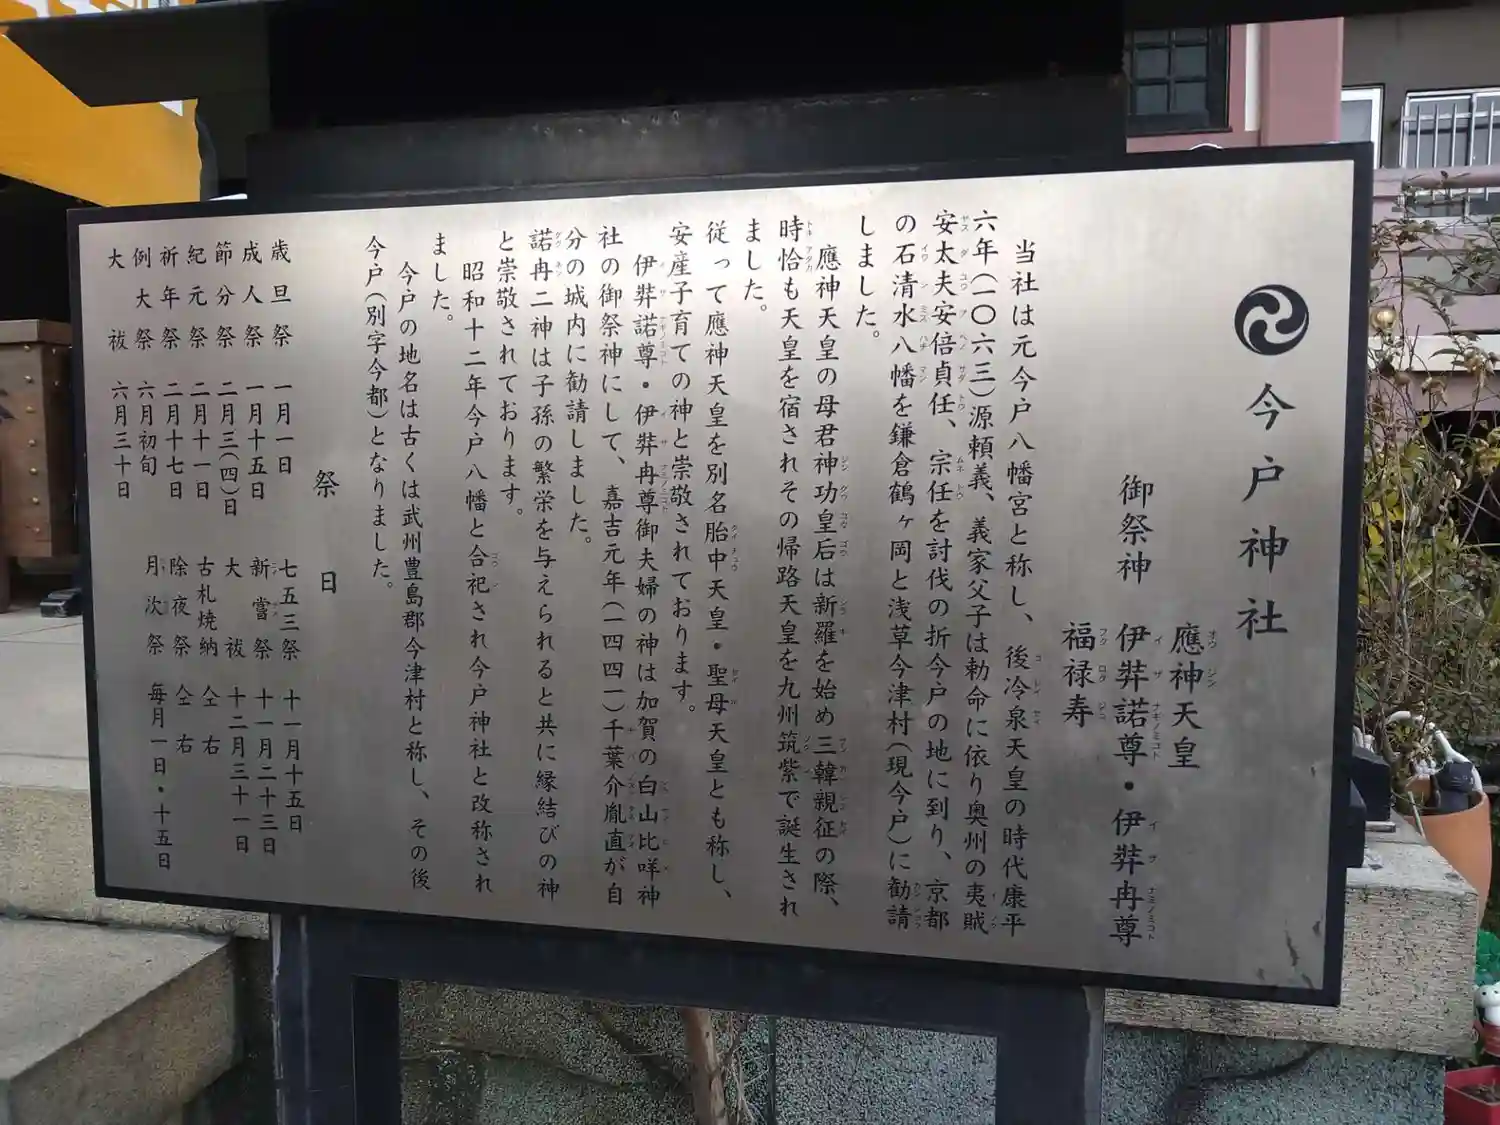 今戸神社
御祭神
應神天皇
伊弉諾尊・伊弉冉尊
福禄寿
当社は元今戸八幡宮と称し、後冷泉天皇の時代康平
六年(一〇六三)源頼義、義家父子は勅命に依り奥州の夷賊
安太夫安倍貞任、宗任を討伐の折今戸の地に到り、京都
の石清水八幡を鎌倉鶴ヶ岡と浅草今津村(現今戸)に勧請
しました。
應神天皇の母君神功皇后は新羅を始め三韓親征の際、
時恰も天皇を宿されその帰路天皇を九州筑紫で誕生され
ました。
従って應神天皇を別名胎中天皇・聖母天皇とも称し、
安産子育ての神と崇敬されております。
伊弉諾尊・伊弉冉尊御夫婦の神は加賀の白山比咩神
社の御祭神にして、嘉吉元年(一四四一)千葉介胤直が自
分の城内に勧請しました。
諾冉二神は子孫の繁栄を与えられると共に縁結びの神
と崇敬されております。
昭和十二年今戸八幡と合祀され今戸神社と改称され
ました。
今戸の地名は古くは武州豊島郡今津村と称し、その後
今戸(別字今都)となりました。
祭日
歳旦祭 一月一日
成人祭 一月十五日
節分祭 二月三(四)日
紀元祭 二月十一日
祈年祭 二月十七日
例大祭 六月初旬
大祓 六月三十日
七五三祭 十一月十五日
新嘗祭 十一月二十三日
大祓 十二月三十一日
古札焼納 仝右
除夜祭 仝右
月次祭 毎月一日・十五日